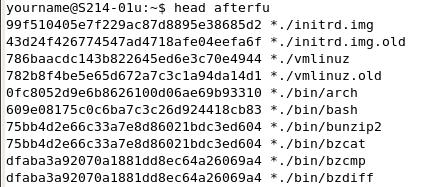 yourname@S214-01u:~$ head afterfu
99f510405e7f229ac87d8895e38685d2 *./initrd.img
43d24f426774547ad4718afe04eefa6f *./initrd.img.old
786baacdc143b822645ed6e3c70e4944 *./vmlinuz
782b8f4be5e65d672a7c3c1a94da14d1 *./vmlinuz.old
0fc8052d9e6b8626100d06ae69b93310 *./bin/arch
609e08175c0c6ba7c3c26d924418cb83 *./bin/bash
75bb4d2e66c33a7e8d86021bdc3ed604 *./bin/bunzip2
75bb4d2e66c33a7e8d86021bdc3ed604 *./bin/bzcat
dfaba3a92070a1881dd8ec64a26069a4 *./bin/bzcmp
dfaba3a92070a1881dd8ec64a26069a4 *./bin/bzdiff